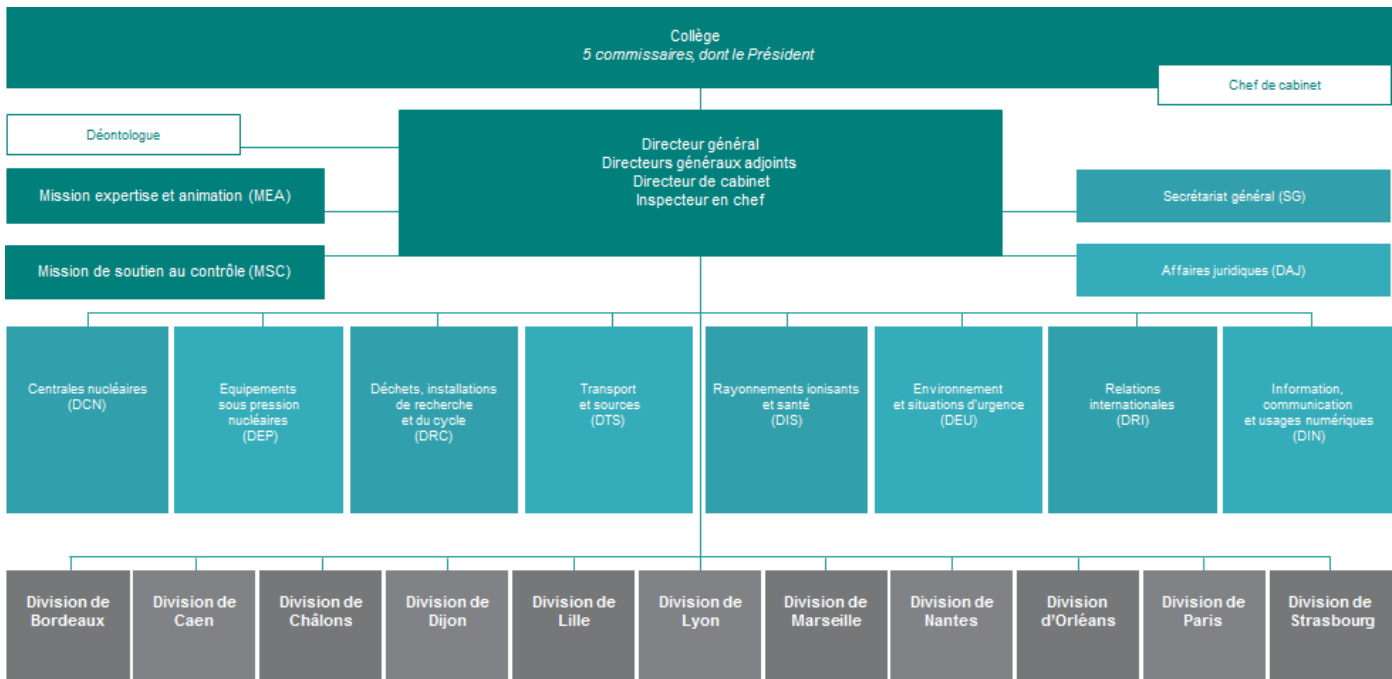 Collège
5 commissaires, dont le Président
Chef de cabinet
Déontologue
Directeur général
Directeurs généraux adjoints
Directeur de cabinet
Inspecteur en chef
Mission expertise et animation (MEA)
Secrétariat général (SG)
Mission de soutien au contrôle (MSC)
Affaires juridiques (DAJ)
Centrales nucléaires
(DCN)
Equipements
sous pression
nucléaires
(DEP)
Déchets, installations
de recherche
et du cycle
(DRC)
Transport
et sources
(DTS)
Rayonnements ionisants
et santé
(DIS)
Environnement
et situations d'urgence
(DEU)
Relations
internationales
(DRI)
Information,
communication
et usages numériques
(DIN)
Division de
Bordeaux
Division de
Caen
Division de
Châlons
Division de
Dijon
Division de
Lille
Division de
Lyon
Division de
Marseille
Division de
Nantes
Division
d'Orléans
Division de
Paris
Division de
Strasbourg